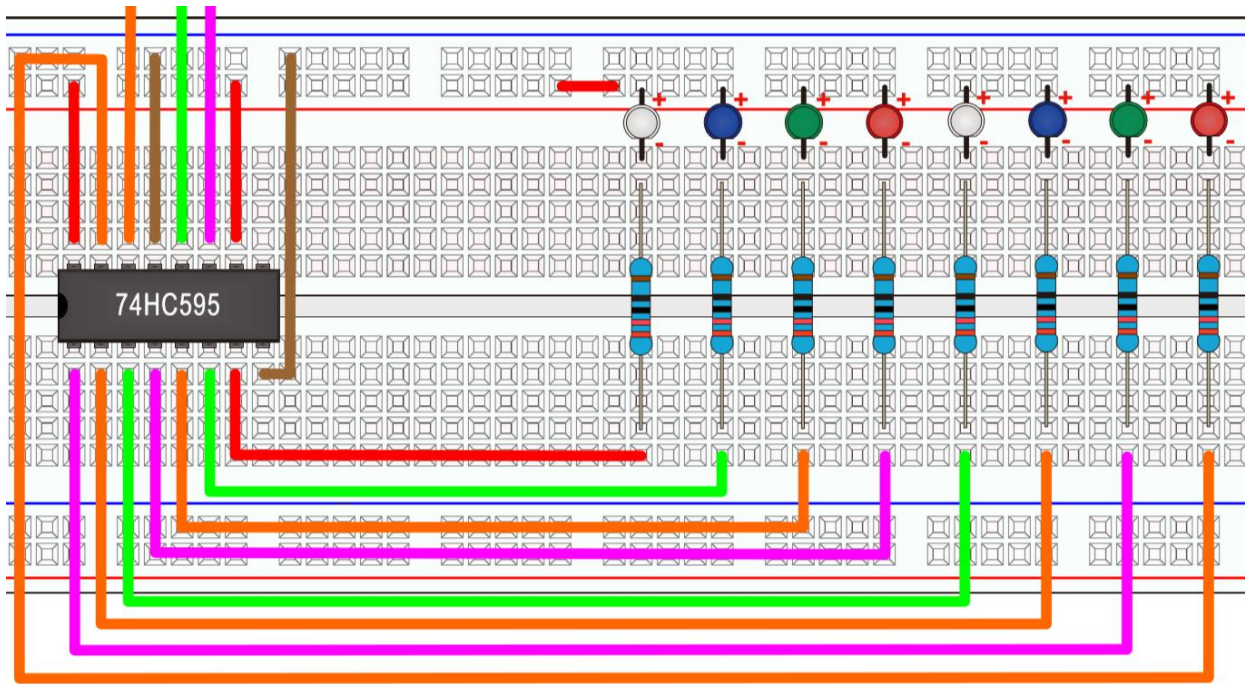 74HC595
+ + + + + + + +
- - - - - - - -